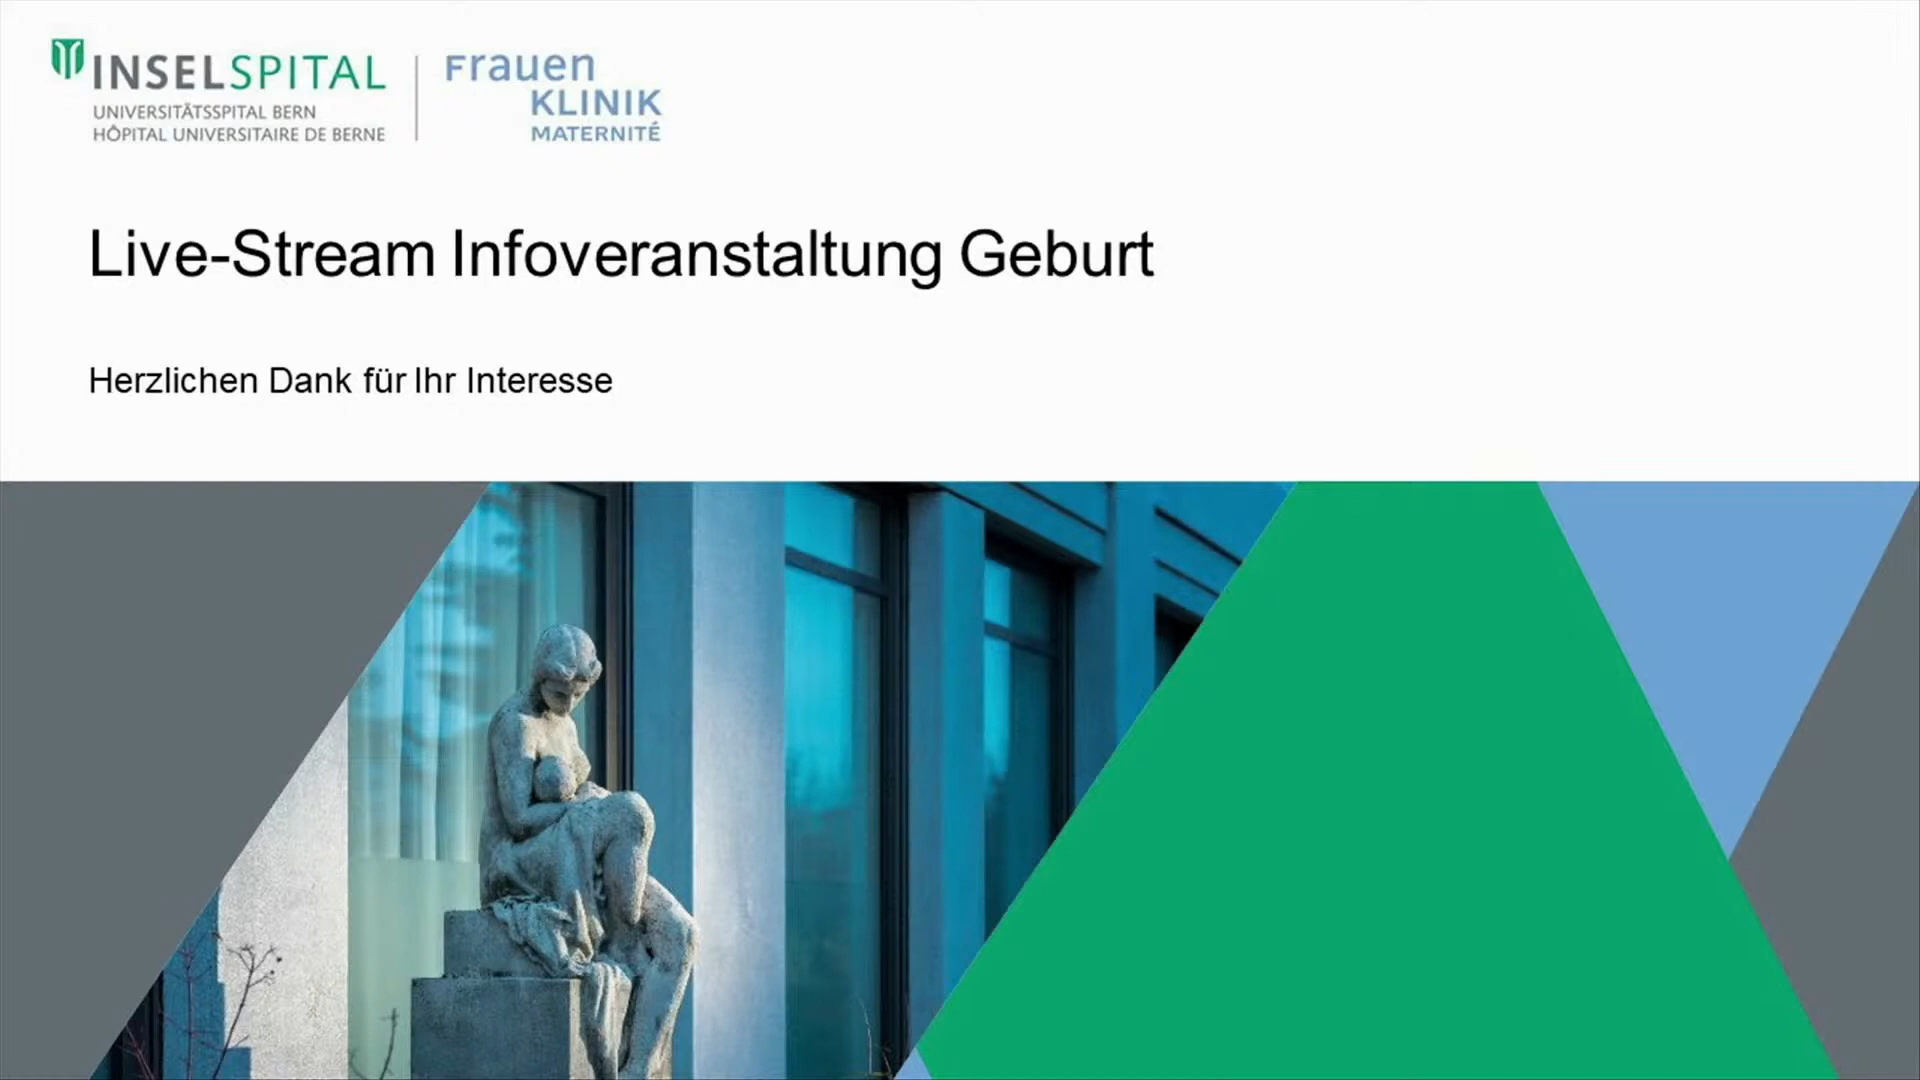 INSELSPITAL
UNIVERSITÄTSSPITAL BERN
HÔPITAL UNIVERSITAIRE DE BERNE
Frauen
KLINIK
MATERNITÉ
Live-Stream Infoveranstaltung Geburt
Herzlichen Dank für Ihr Interesse